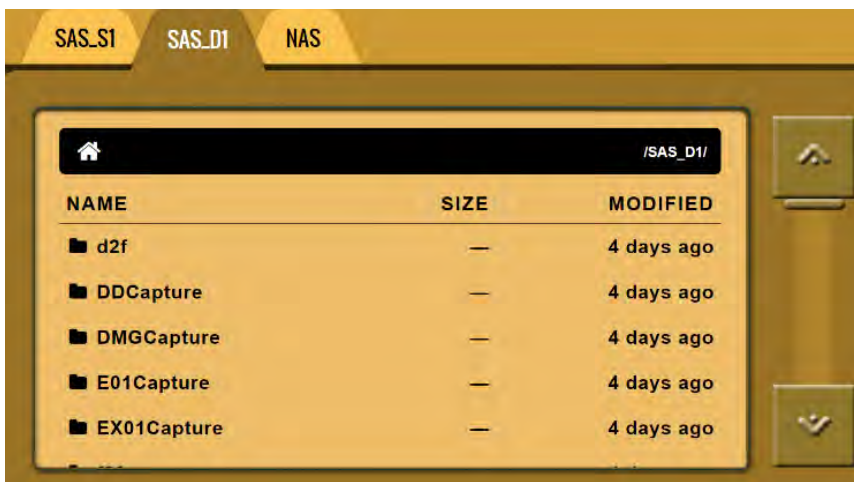 SAS_S1 SAS_D1 NAS
/SAS_D1/
NAME SIZE MODIFIED
d2f — 4 days ago
DDCapture — 4 days ago
DMGCapture — 4 days ago
E01Capture — 4 days ago
EX01Capture — 4 days ago